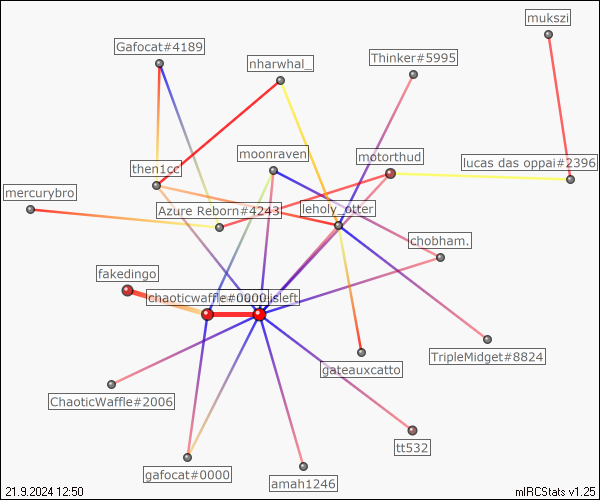 mukszi
Gafocat#4189
Thinker#5995
nharwhal_
moonraven
motorthud
lucas das oppai#2396
then1cc
mercurybro
Azure Reborn#4243
leholy_otter
chobham.
fakedingo
chaoticwaffle#0000
isleft
TripleMidget#8824
gateauxcatto
ChaoticWaffle#2006
tt532
gafocat#0000
amah1246
21.9.2024 12:50
mIRCStats v1.25